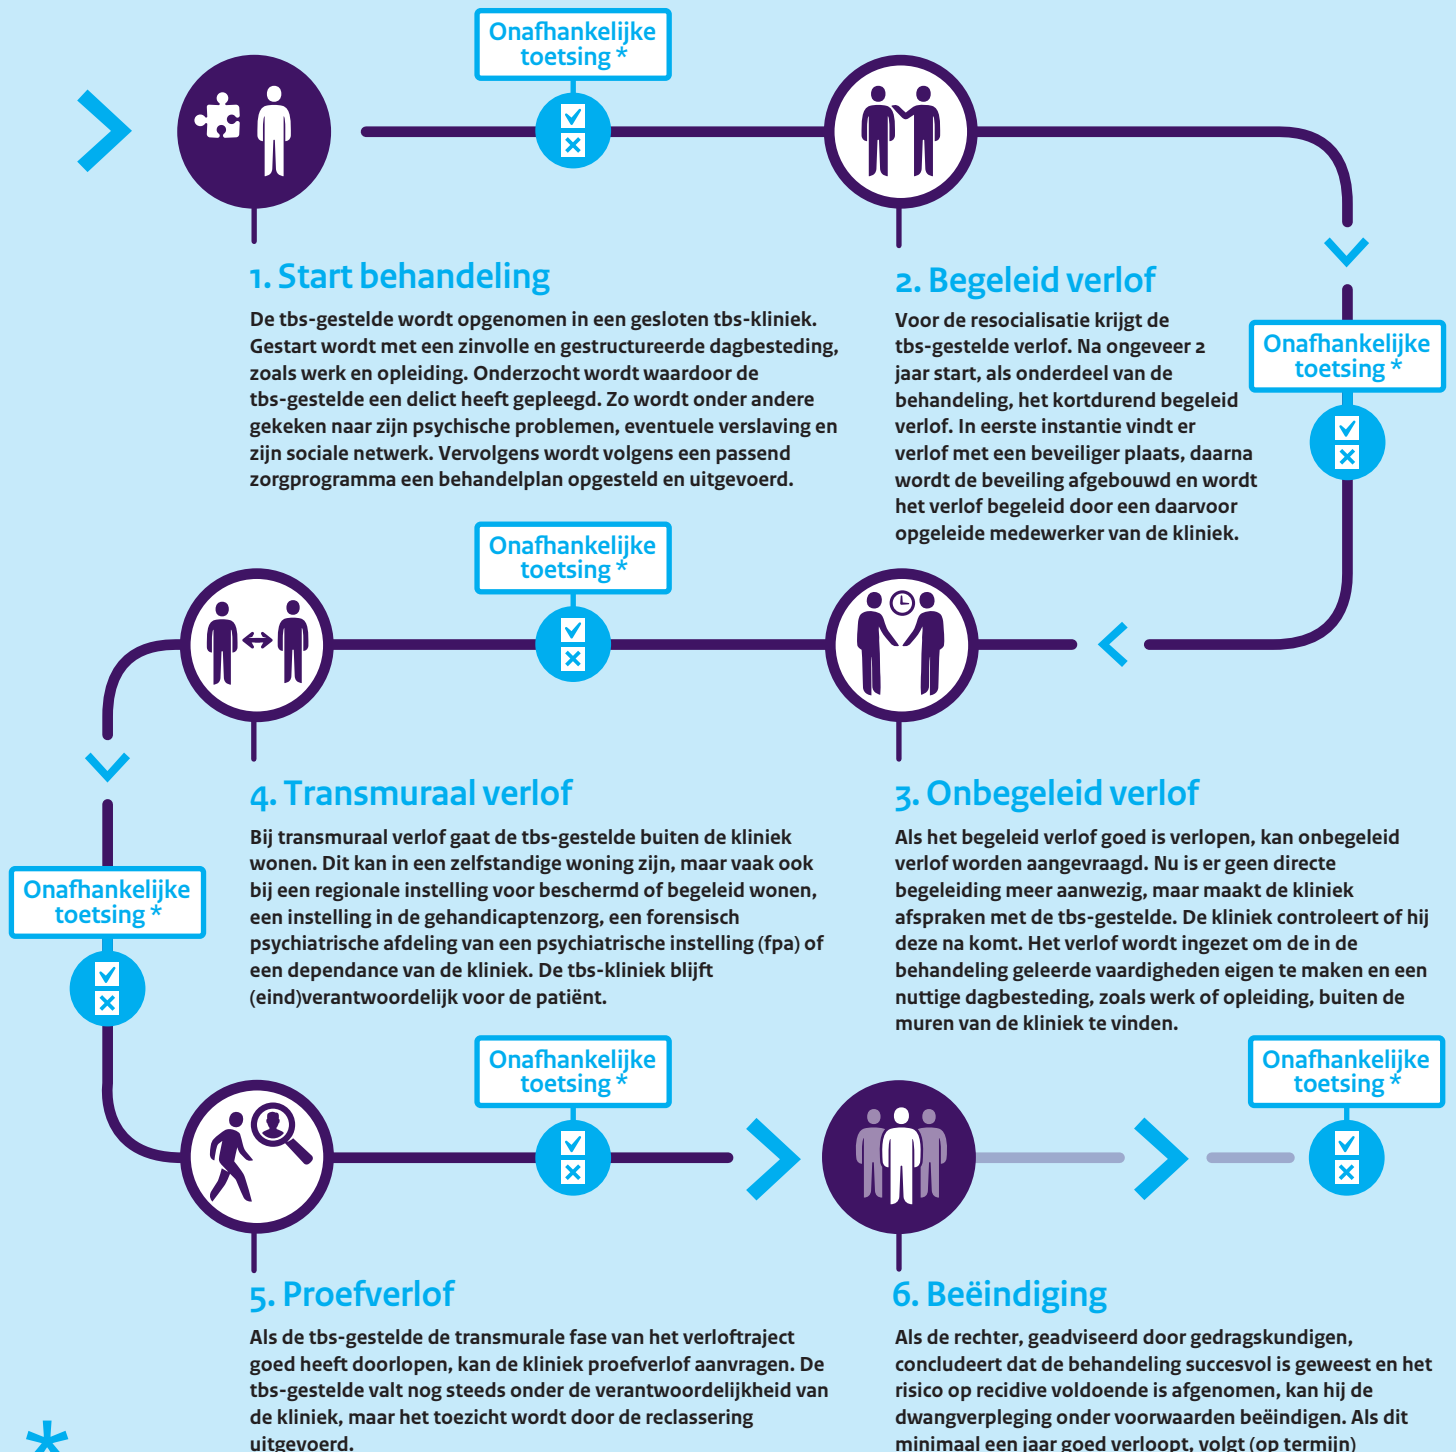 Onafhankelijke
toetsing *
1. Start behandeling
De tbs-gestelde wordt opgenomen in een gesloten tbs-kliniek.
Gestart wordt met een zinvolle en gestructureerde dagbesteding,
zoals werk en opleiding. Onderzocht wordt waardoor de
tbs-gestelde een delict heeft gepleegd. Zo wordt onder andere
gekeken naar zijn psychische problemen, eventuele verslaving en
zijn sociale netwerk. Vervolgens wordt volgens een passend
zorgprogramma een behandelplan opgesteld en uitgevoerd.
2. Begeleid verlof
Voor de resocialisatie krijgt de
tbs-gestelde verlof. Na ongeveer 2
jaar start, als onderdeel van de
behandeling, het kortdurend begeleid
verlof. In eerste instantie vindt er
verlof met een beveiliger plaats, daarna
wordt de beveiling afgebouwd en wordt
het verlof begeleid door een daarvoor
opgeleide medewerker van de kliniek.
Onafhankelijke
toetsing *
3. Onbegeleid verlof
Als het begeleid verlof goed is verlopen, kan onbegeleid
verlof worden aangevraagd. Nu is er geen directe
begeleiding meer aanwezig, maar maakt de kliniek
afspraken met de tbs-gestelde. De kliniek controleert of hij
deze na komt. Het verlof wordt ingezet om de in de
behandeling geleerde vaardigheden eigen te maken en een
nuttige dagbesteding, zoals werk of opleiding, buiten de
muren van de kliniek te vinden.
Onafhankelijke
toetsing *
4. Transmuraal verlof
Bij transmuraal verlof gaat de tbs-gestelde buiten de kliniek
wonen. Dit kan in een zelfstandige woning zijn, maar vaak ook
bij een regionale instelling voor beschermd of begeleid wonen,
een instelling in de gehandicaptenzorg, een forensisch
psychiatrische afdeling van een psychiatrische instelling (fpa) of
een dependance van de kliniek. De tbs-kliniek blijft
(eind)verantwoordelijk voor de patiënt.
Onafhankelijke
toetsing *
5. Proefverlof
Als de tbs-gestelde de transmurale fase van het verloftraject
goed heeft doorlopen, kan de kliniek proefverlof aanvragen. De
tbs-gestelde valt nog steeds onder de verantwoordelijkheid van
de kliniek, maar het toezicht wordt door de reclassering
uitgevoerd.
Onafhankelijke
toetsing *
6. Beëindiging
Als de rechter, geadviseerd door gedragskundigen,
concludeert dat de behandeling succesvol is geweest en het
risico op recidive voldoende is afgenomen, kan hij de
dwangverpleging onder voorwaarden beëindigen. Als dit
minimaal een jaar goed verloopt, volgt (op termijn)
Onafhankelijke
toetsing *
*